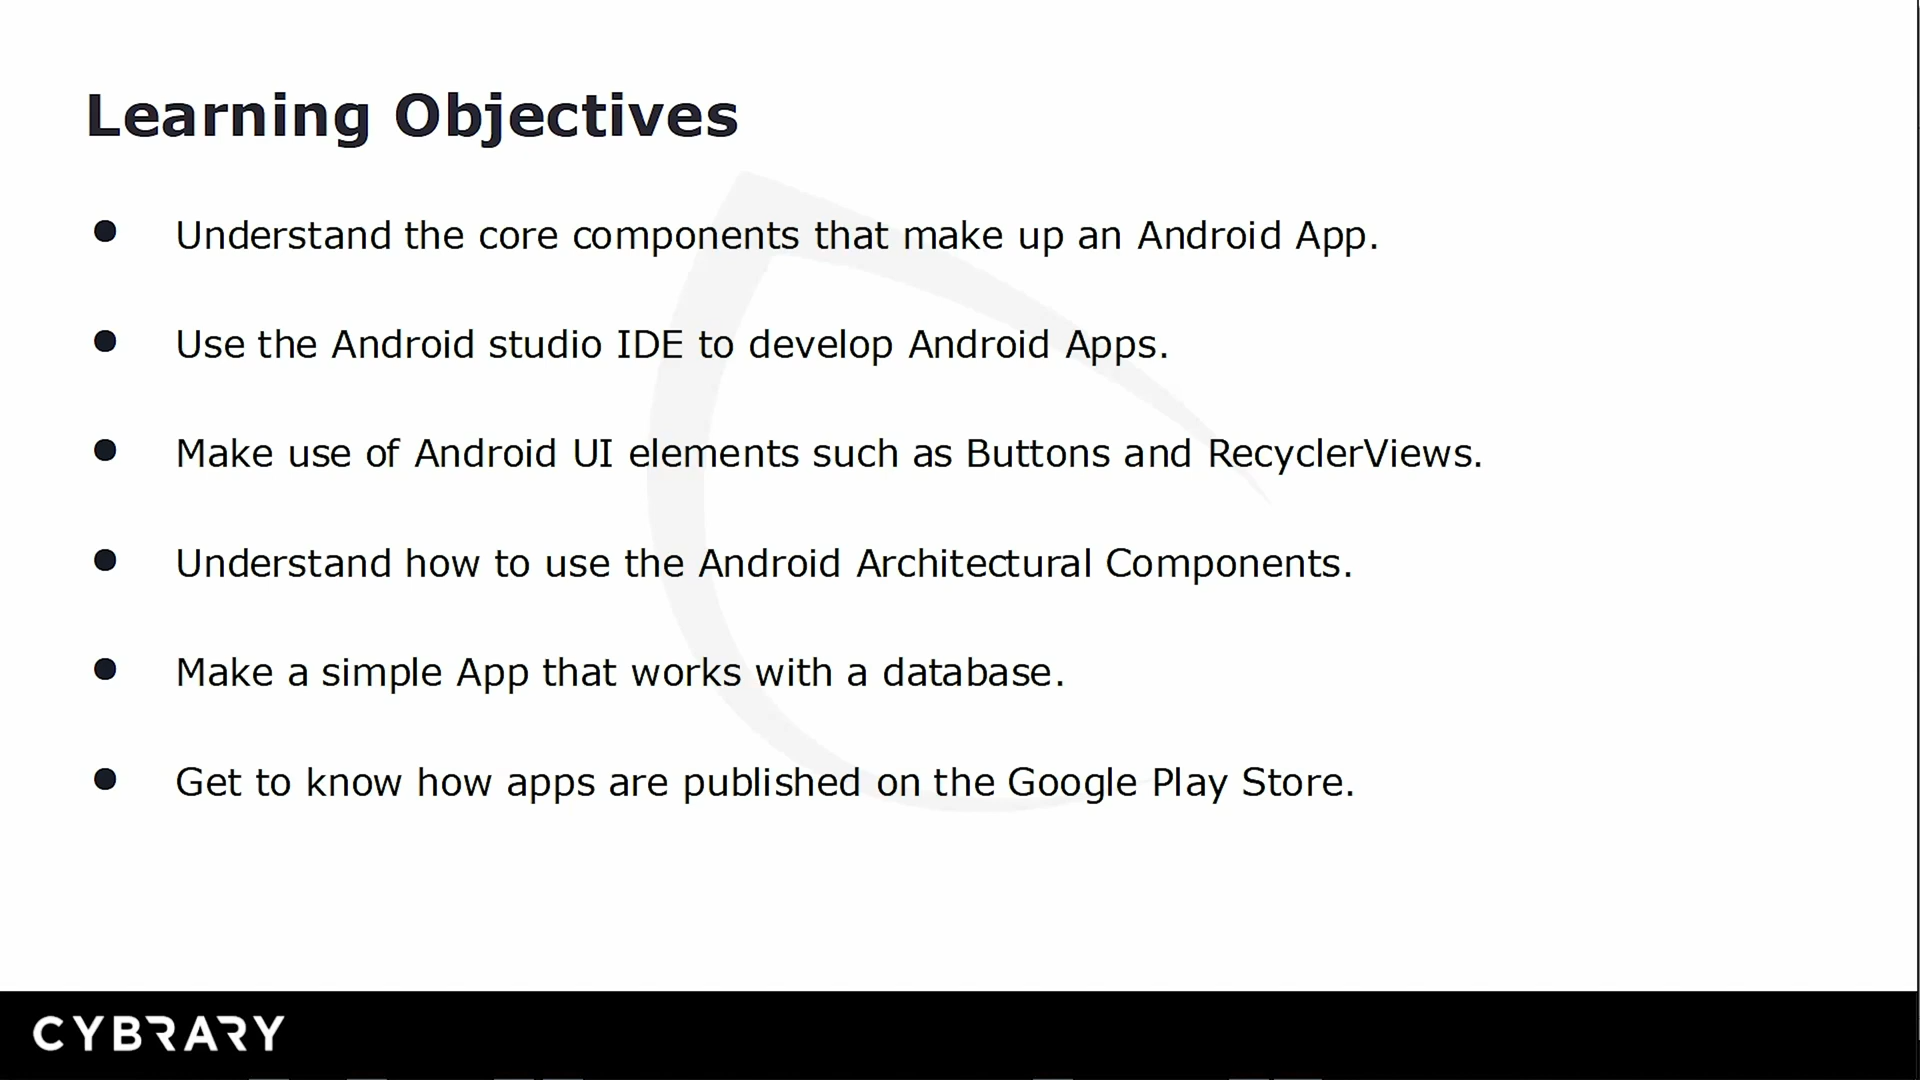 Learning Objectives
● Understand the core components that make up an Android App.
● Use the Android studio IDE to develop Android Apps.
● Make use of Android UI elements such as Buttons and RecyclerViews.
● Understand how to use the Android Architectural Components.
● Make a simple App that works with a database.
● Get to know how apps are published on the Google Play Store.
CYBRARY